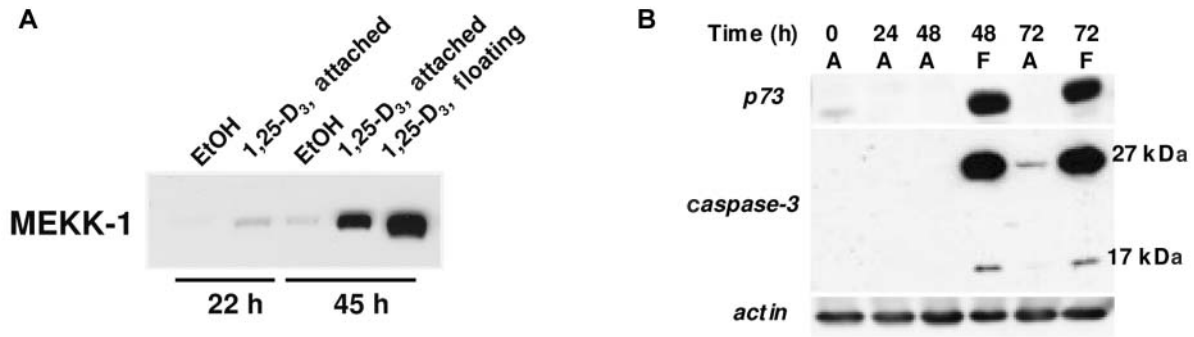 A
EtOH
1,25-D3, attached
EtOH
1,25-D3, attached
1,25-D3, floating
MEKK-1
22 h
45 h
B
Time (h) 0 24 48 48 72 72
A A A F A F
p73
27 kDa
caspase-3
17 kDa
actin